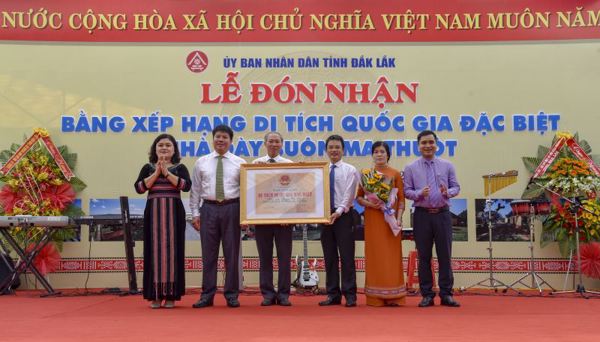 NƯỚC CỘNG HÒA XÃ HỘI CHỦ NGHĨA VIỆT NAM MUÔN NĂM
ỦY BAN NHÂN DÂN TỈNH ĐẮK LẮK
LỄ ĐÓN NHẬN
BẰNG XẾP HẠNG DI TÍCH QUỐC GIA ĐẶC BIỆT
NHÀ ĐÀY BUÔN MA THUỘT